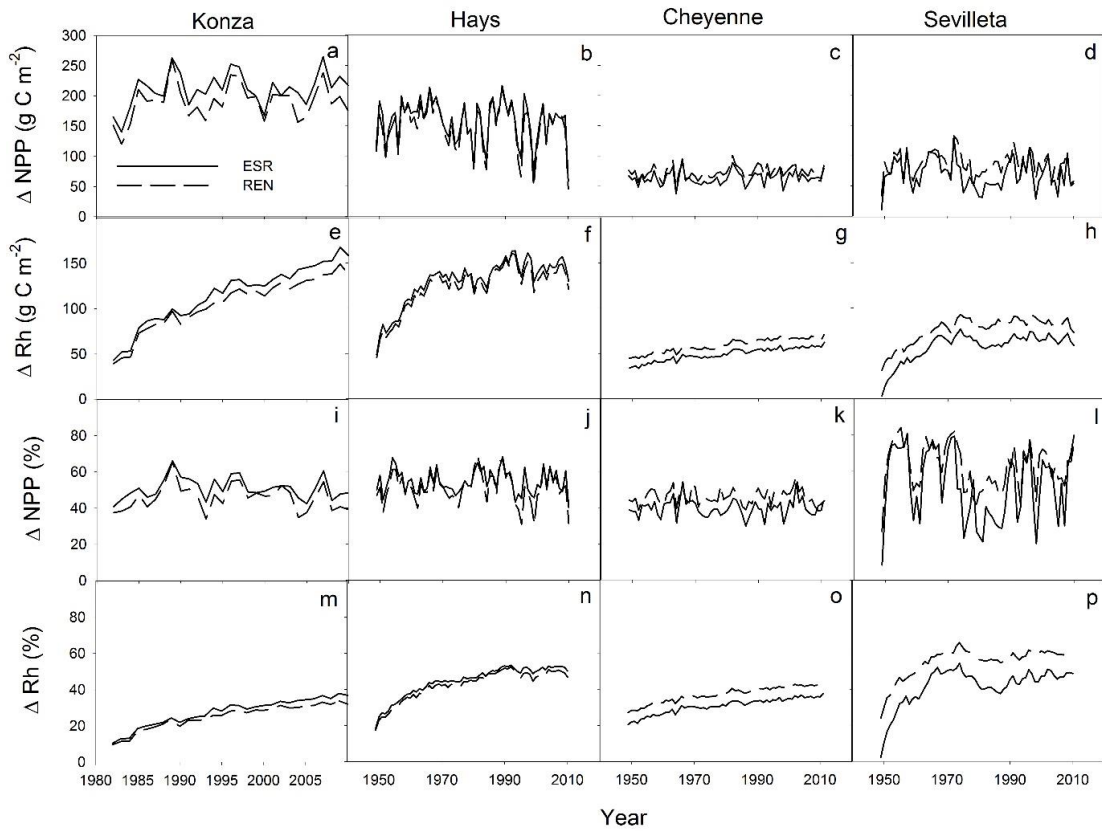 Konza Hays Cheyenne Sevilleta
Δ NPP (g C m-2)
300
250
200
150
100
50
0
a
b
c
d
ESR
REN
Δ Rh (g C m-2)
150
100
50
0
e
f
g
h
Δ NPP (%)
80
60
40
20
0
i
j
k
l
Δ Rh (%)
80
60
40
20
0
m
n
o
p
1980 1985 1990 1995 2000 2005
1950 1970 1990 2010
1950 1970 1990 2010
1950 1970 1990 2010
Year